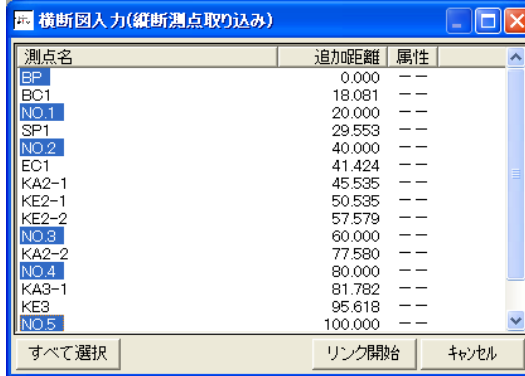 横断図入力(縦断測点取り込み)
測点名 追加距離 属性
BP 0.000 ーー
BC1 18.081 ーー
NO.1 20.000 ーー
SP1 29.553 ーー
NO.2 40.000 ーー
EC1 41.424 ーー
KA2-1 45.535 ーー
KE2-1 50.535 ーー
KE2-2 57.579 ーー
NO.3 60.000 ーー
KA2-2 77.580 ーー
NO.4 80.000 ーー
KA3-1 81.782 ーー
KE3 95.618 ーー
NO.5 100.000 ーー
すべて選択 リンク開始 キャンセル